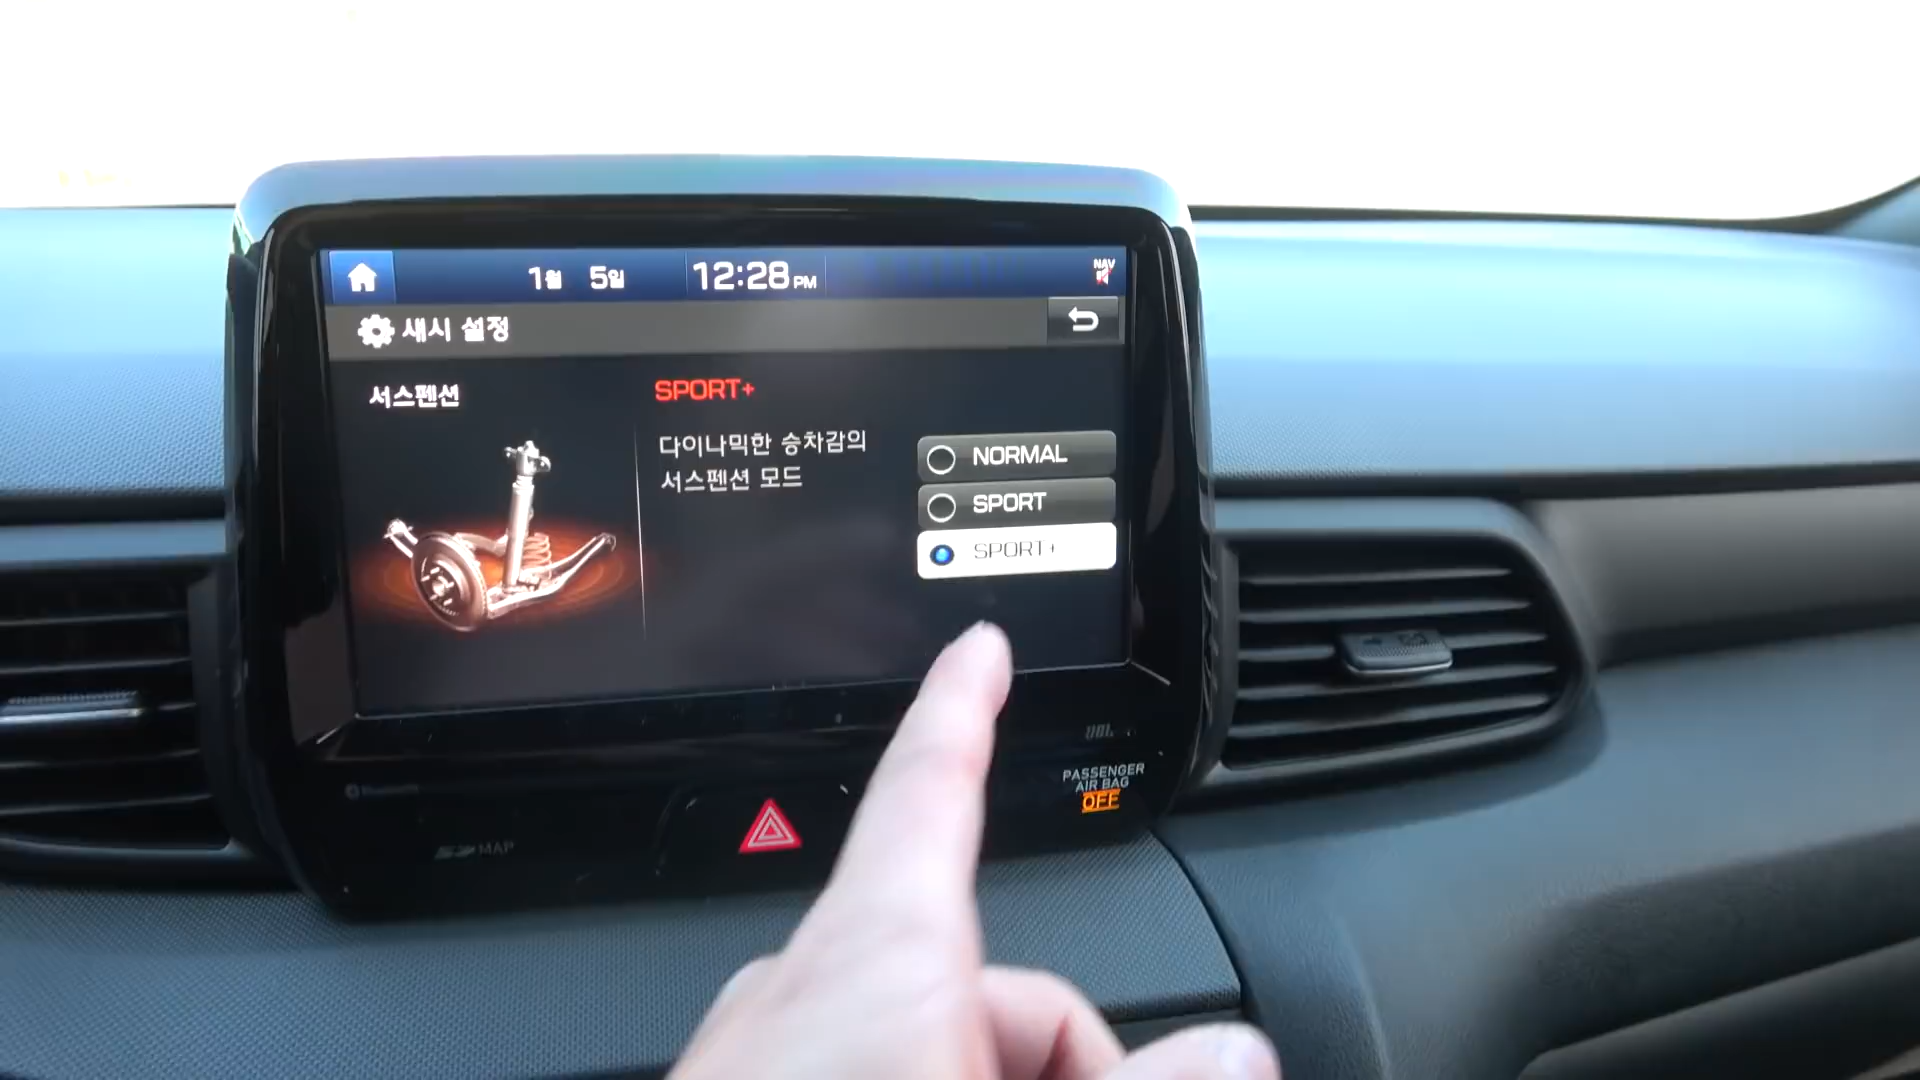 1월 5일 12:28 PM
NAV
섀시 설정
서스펜션
SPORT+
다이나믹한 승차감의
서스펜션 모드
NORMAL
SPORT
SPORT+
JBL
PASSENGER
AIR BAG
OFF
MAP